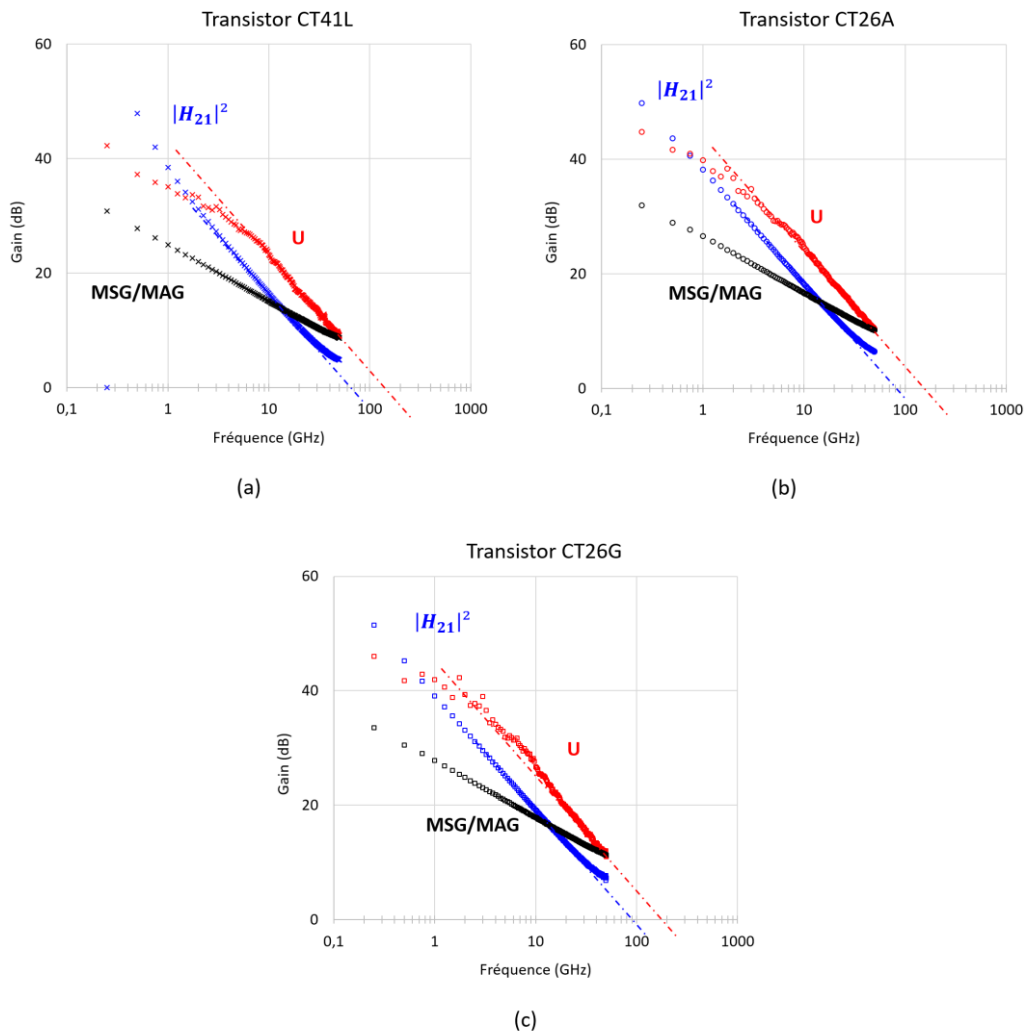 Transistor CT41L
60
40
20
0
Gain (dB)
|H₂₁|²
U
MSG/MAG
0,1 1 10 100 1000
Fréquence (GHz)
(a)
Transistor CT26A
60
40
20
0
Gain (dB)
|H₂₁|²
U
MSG/MAG
0,1 1 10 100 1000
Fréquence (GHz)
(b)
Transistor CT26G
60
40
20
0
Gain (dB)
|H₂₁|²
U
MSG/MAG
0,1 1 10 100 1000
Fréquence (GHz)
(c)